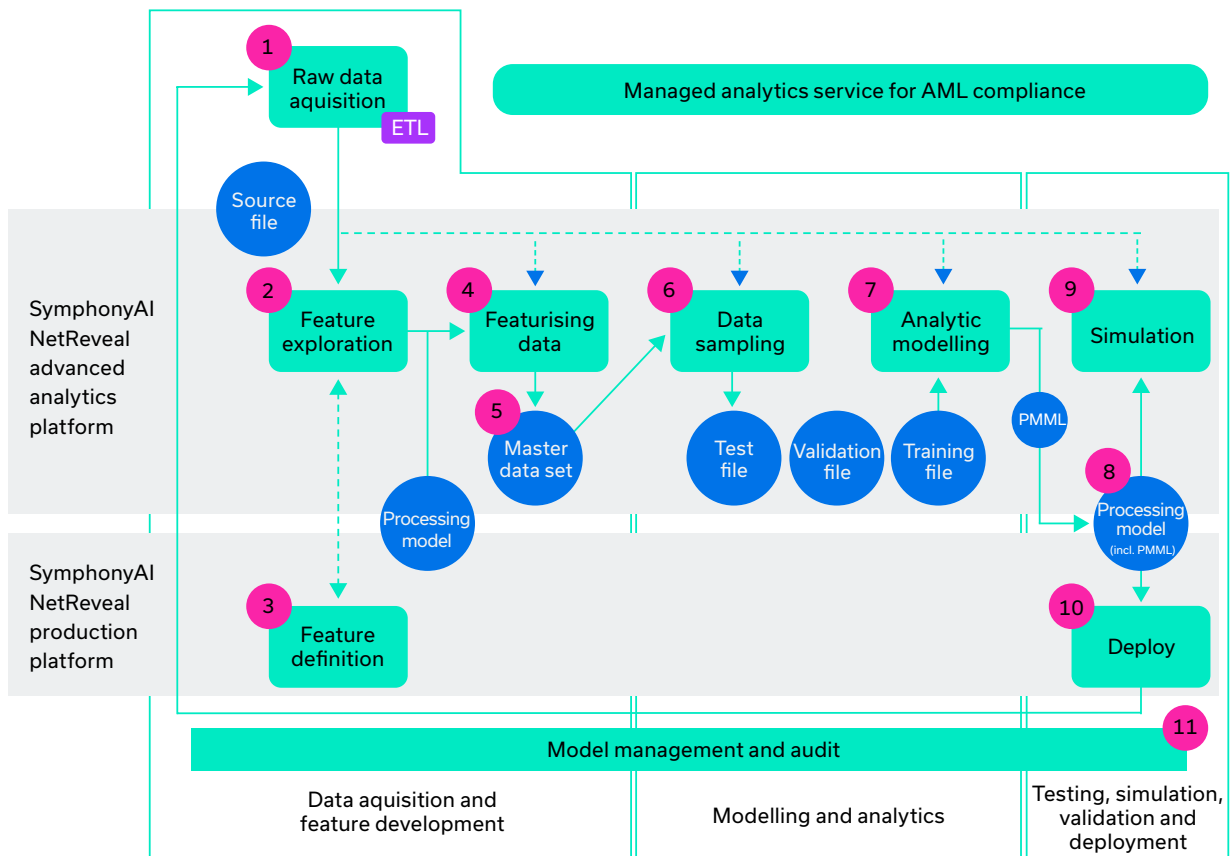 1
Raw data
aquisition
ETL
Managed analytics service for AML compliance
Source
file
SymphonyAI
NetReveal
advanced
analytics
platform
2
Feature
exploration
4
Featurising
data
6
Data
sampling
7
Analytic
modelling
9
Simulation
5
Master
data set
Test
file
Validation
file
Training
file
PMML
Processing
model
8
Processing
model
(incl. PMML)
SymphonyAI
NetReveal
production
platform
3
Feature
definition
10
Deploy
11
Model management and audit
Data aquisition and
feature development
Modelling and analytics
Testing, simulation,
validation and
deployment